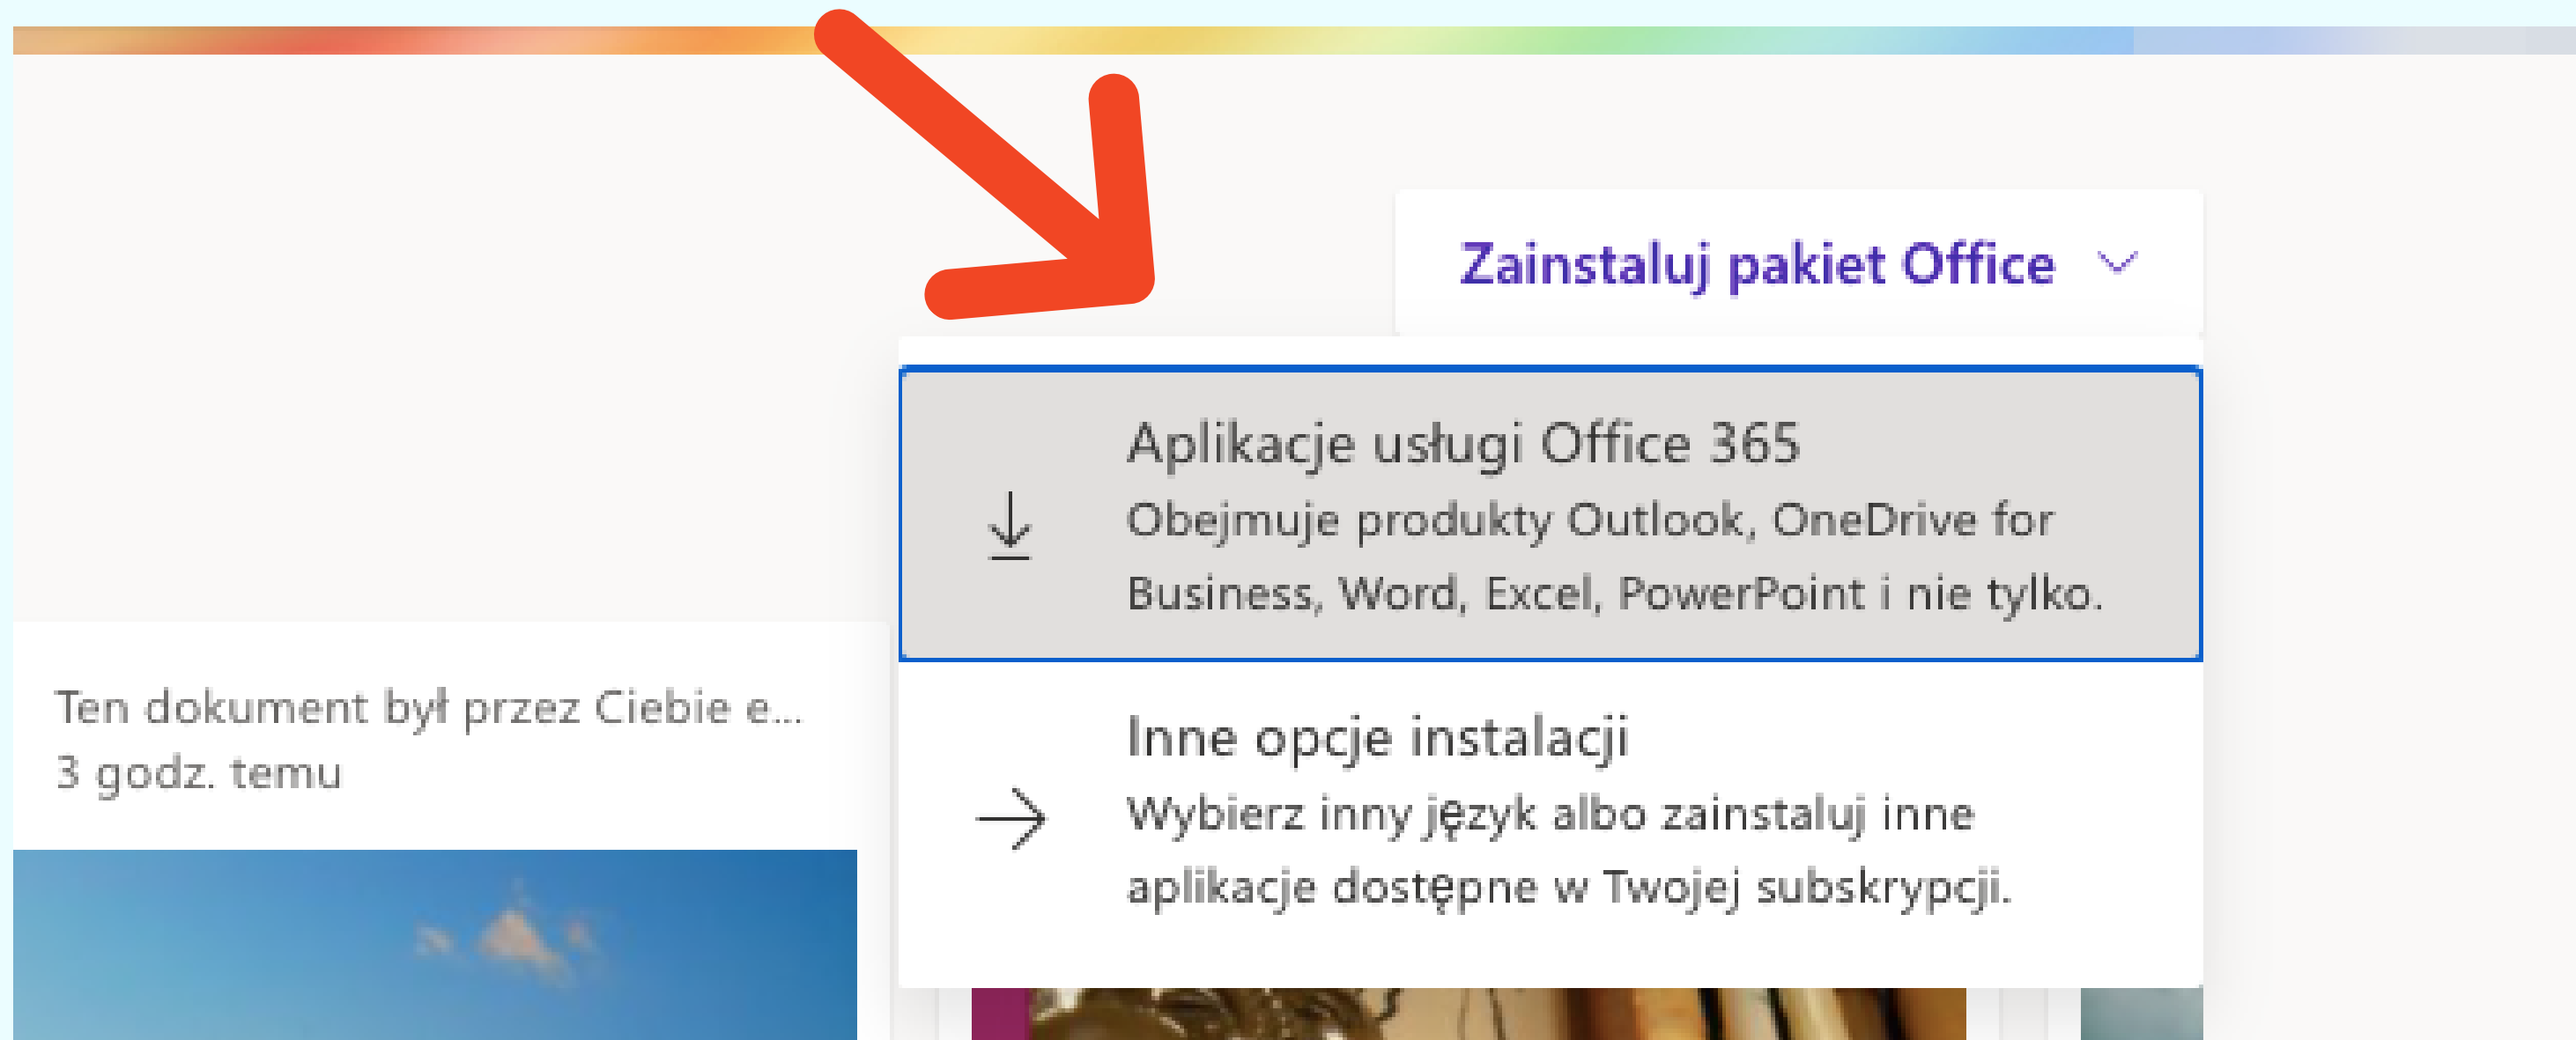 Zainstaluj pakiet Office
Aplikacje usługi Office 365
Obejmuje produkty Outlook, OneDrive for
Business, Word, Excel, PowerPoint i nie tylko.
Inne opcje instalacji
Wybierz inny język albo zainstaluj inne
aplikacje dostępne w Twojej subskrypcji.
Ten dokument był przez Ciebie e...
3 godz. temu